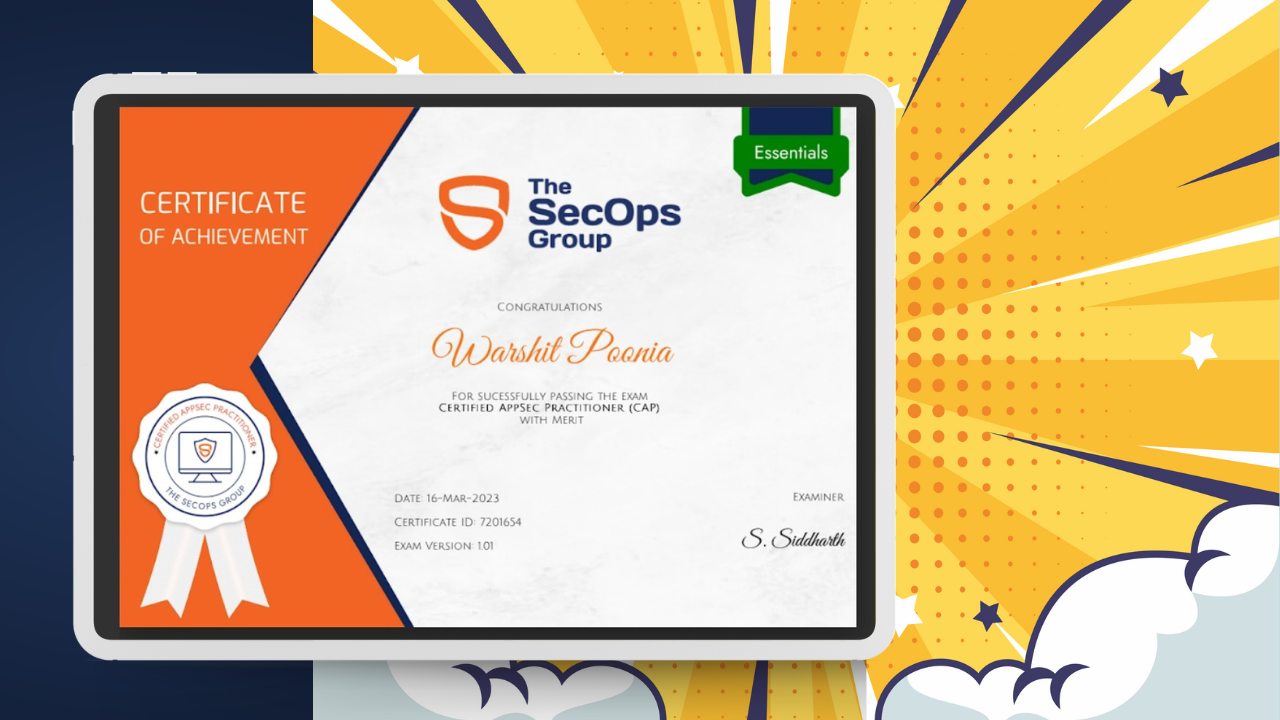 CERTIFICATE
OF ACHIEVEMENT
Essentials
The
SecOps
Group
CONGRATULATIONS
Warshit Poonia
FOR SUCESSFULLY PASSING THE EXAM
CERTIFIED APPSEC PRACTITIONER (CAP)
WITH MERIT
CERTIFIED APPSEC PRACTITIONER
THE SECOPS GROUP
DATE: 16-MAR-2023
CERTIFICATE ID: 7201654
EXAM VERSION: 1.01
EXAMINER
S. Siddharth